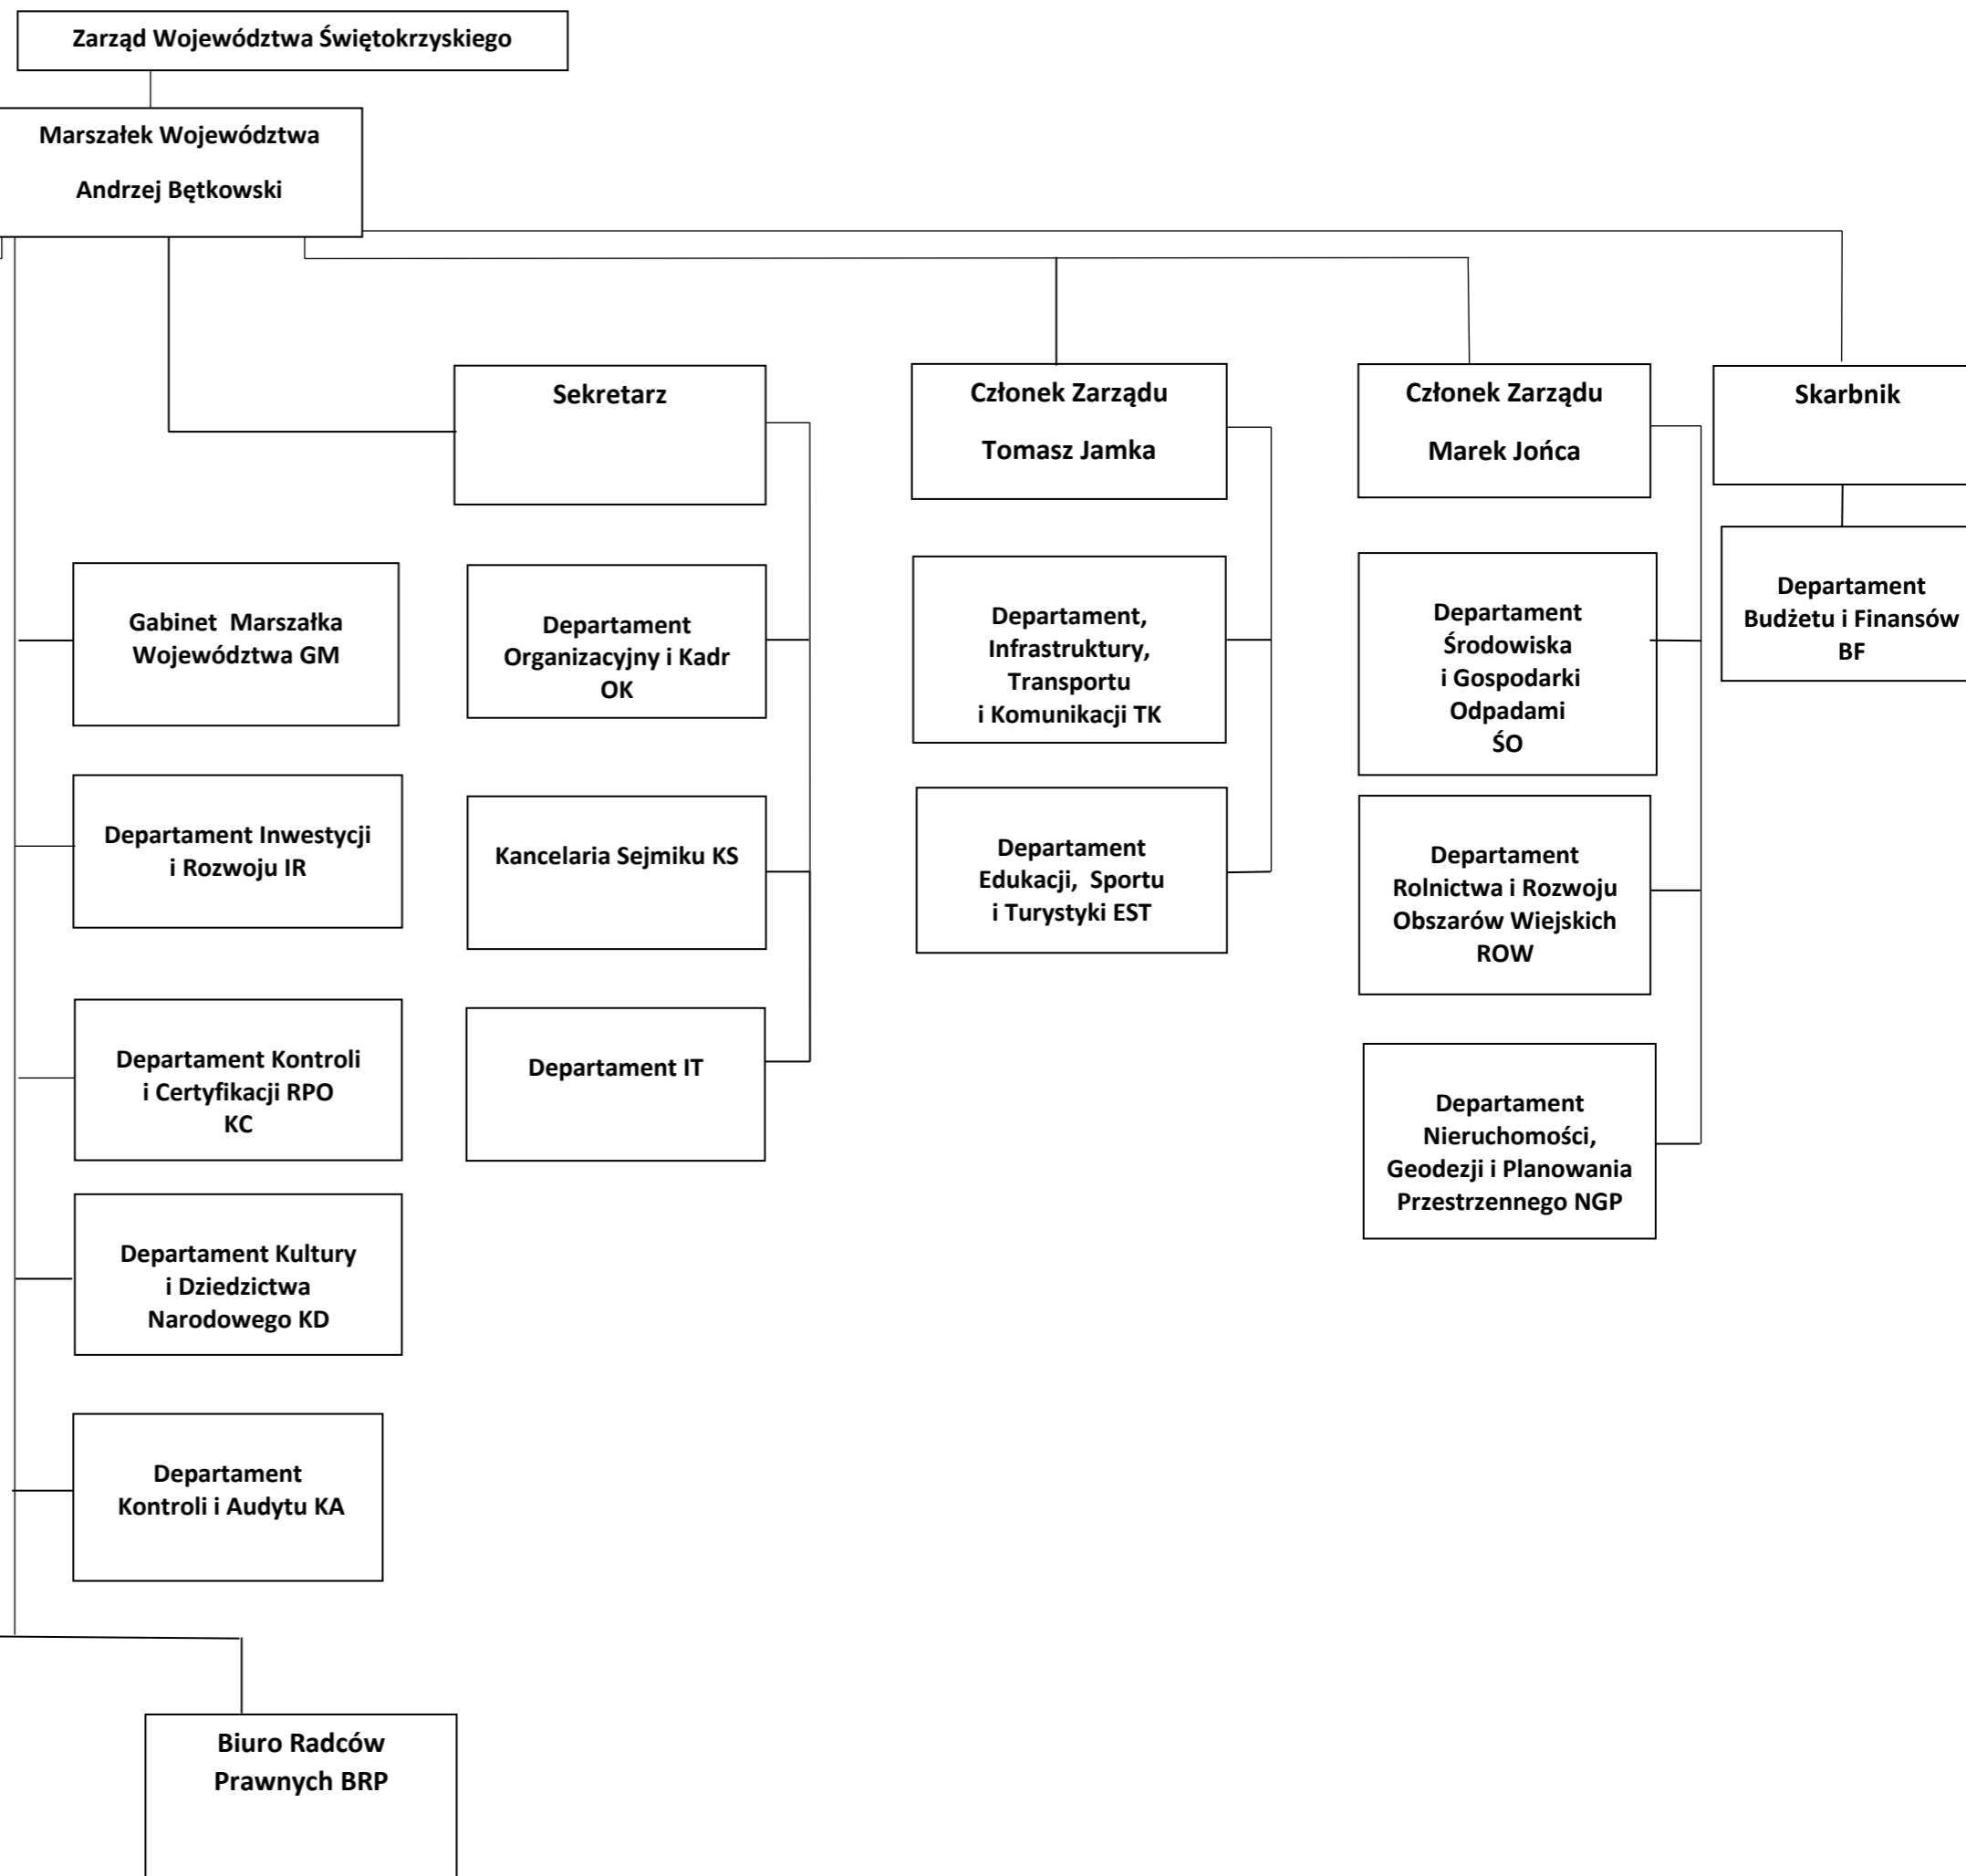 Zarząd Województwa Świętokrzyskiego
Marszałek Województwa
Andrzej Bętkowski
Sekretarz
Członek Zarządu
Tomasz Jamka
Członek Zarządu
Marek Jońca
Skarbnik
Gabinet  Marszałka
Województwa GM
Departament Inwestycji
i Rozwoju IR
Departament Kontroli
i Certyfikacji RPO
KC
Departament Kultury
i Dziedzictwa
Narodowego KD
Departament
Kontroli i Audytu KA
Biuro Radców
Prawnych BRP
Departament
Organizacyjny i Kadr
OK
Kancelaria Sejmiku KS
Departament IT
Departament,
Infrastruktury,
Transportu
i Komunikacji TK
Departament
Edukacji,  Sportu
i Turystyki EST
Departament
Środowiska
i Gospodarki
Odpadami
ŚO
Departament
Rolnictwa i Rozwoju
Obszarów Wiejskich
ROW
Departament
Nieruchomości,
Geodezji i Planowania
Przestrzennego NGP
Departament
Budżetu i Finansów
BF